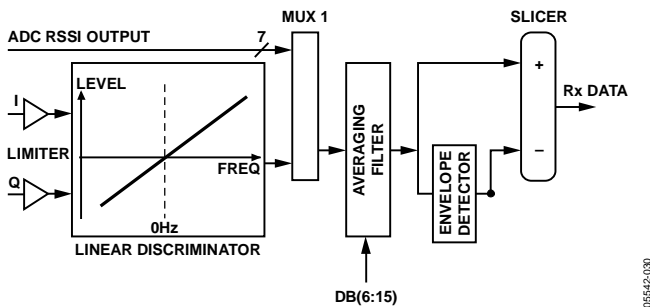 MUX 1
SLICER
ADC RSSI OUTPUT
7
LEVEL
I
LIMITER
Q
FREQ
0Hz
LINEAR DISCRIMINATOR
AVERAGING
FILTER
DB(6:15)
ENVELOPE
DETECTOR
+
–
Rx DATA
05542-030